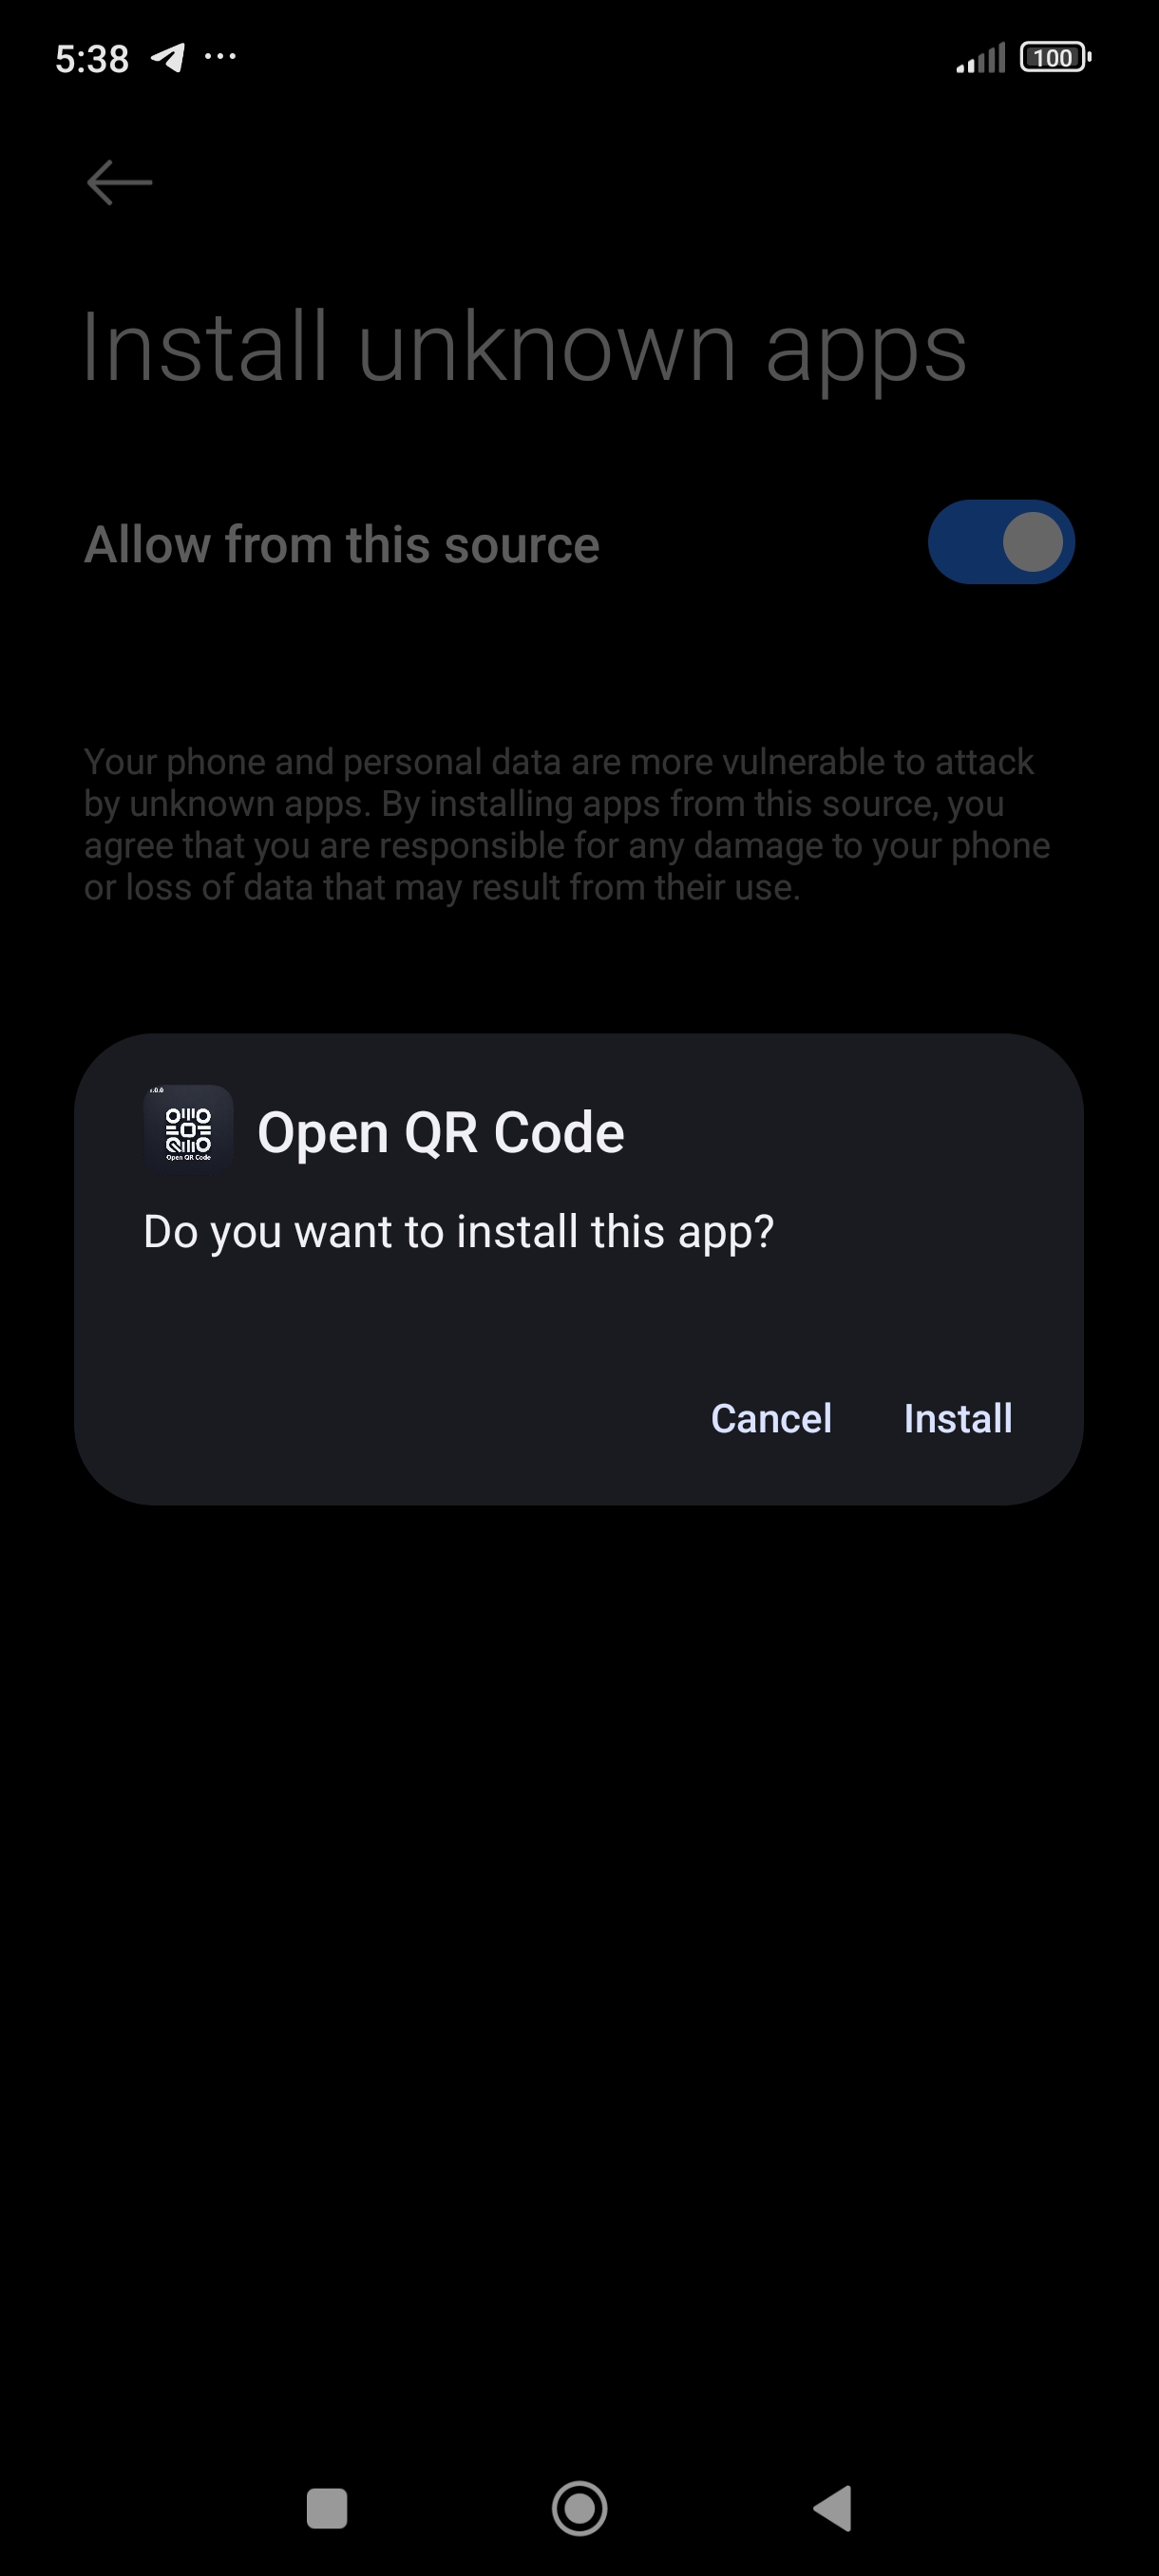 5:38
100
Install unknown apps
Allow from this source
Your phone and personal data are more vulnerable to attack
by unknown apps. By installing apps from this source, you
agree that you are responsible for any damage to your phone
or loss of data that may result from their use.
Open QR Code
Open QR Code
Do you want to install this app?
Cancel
Install